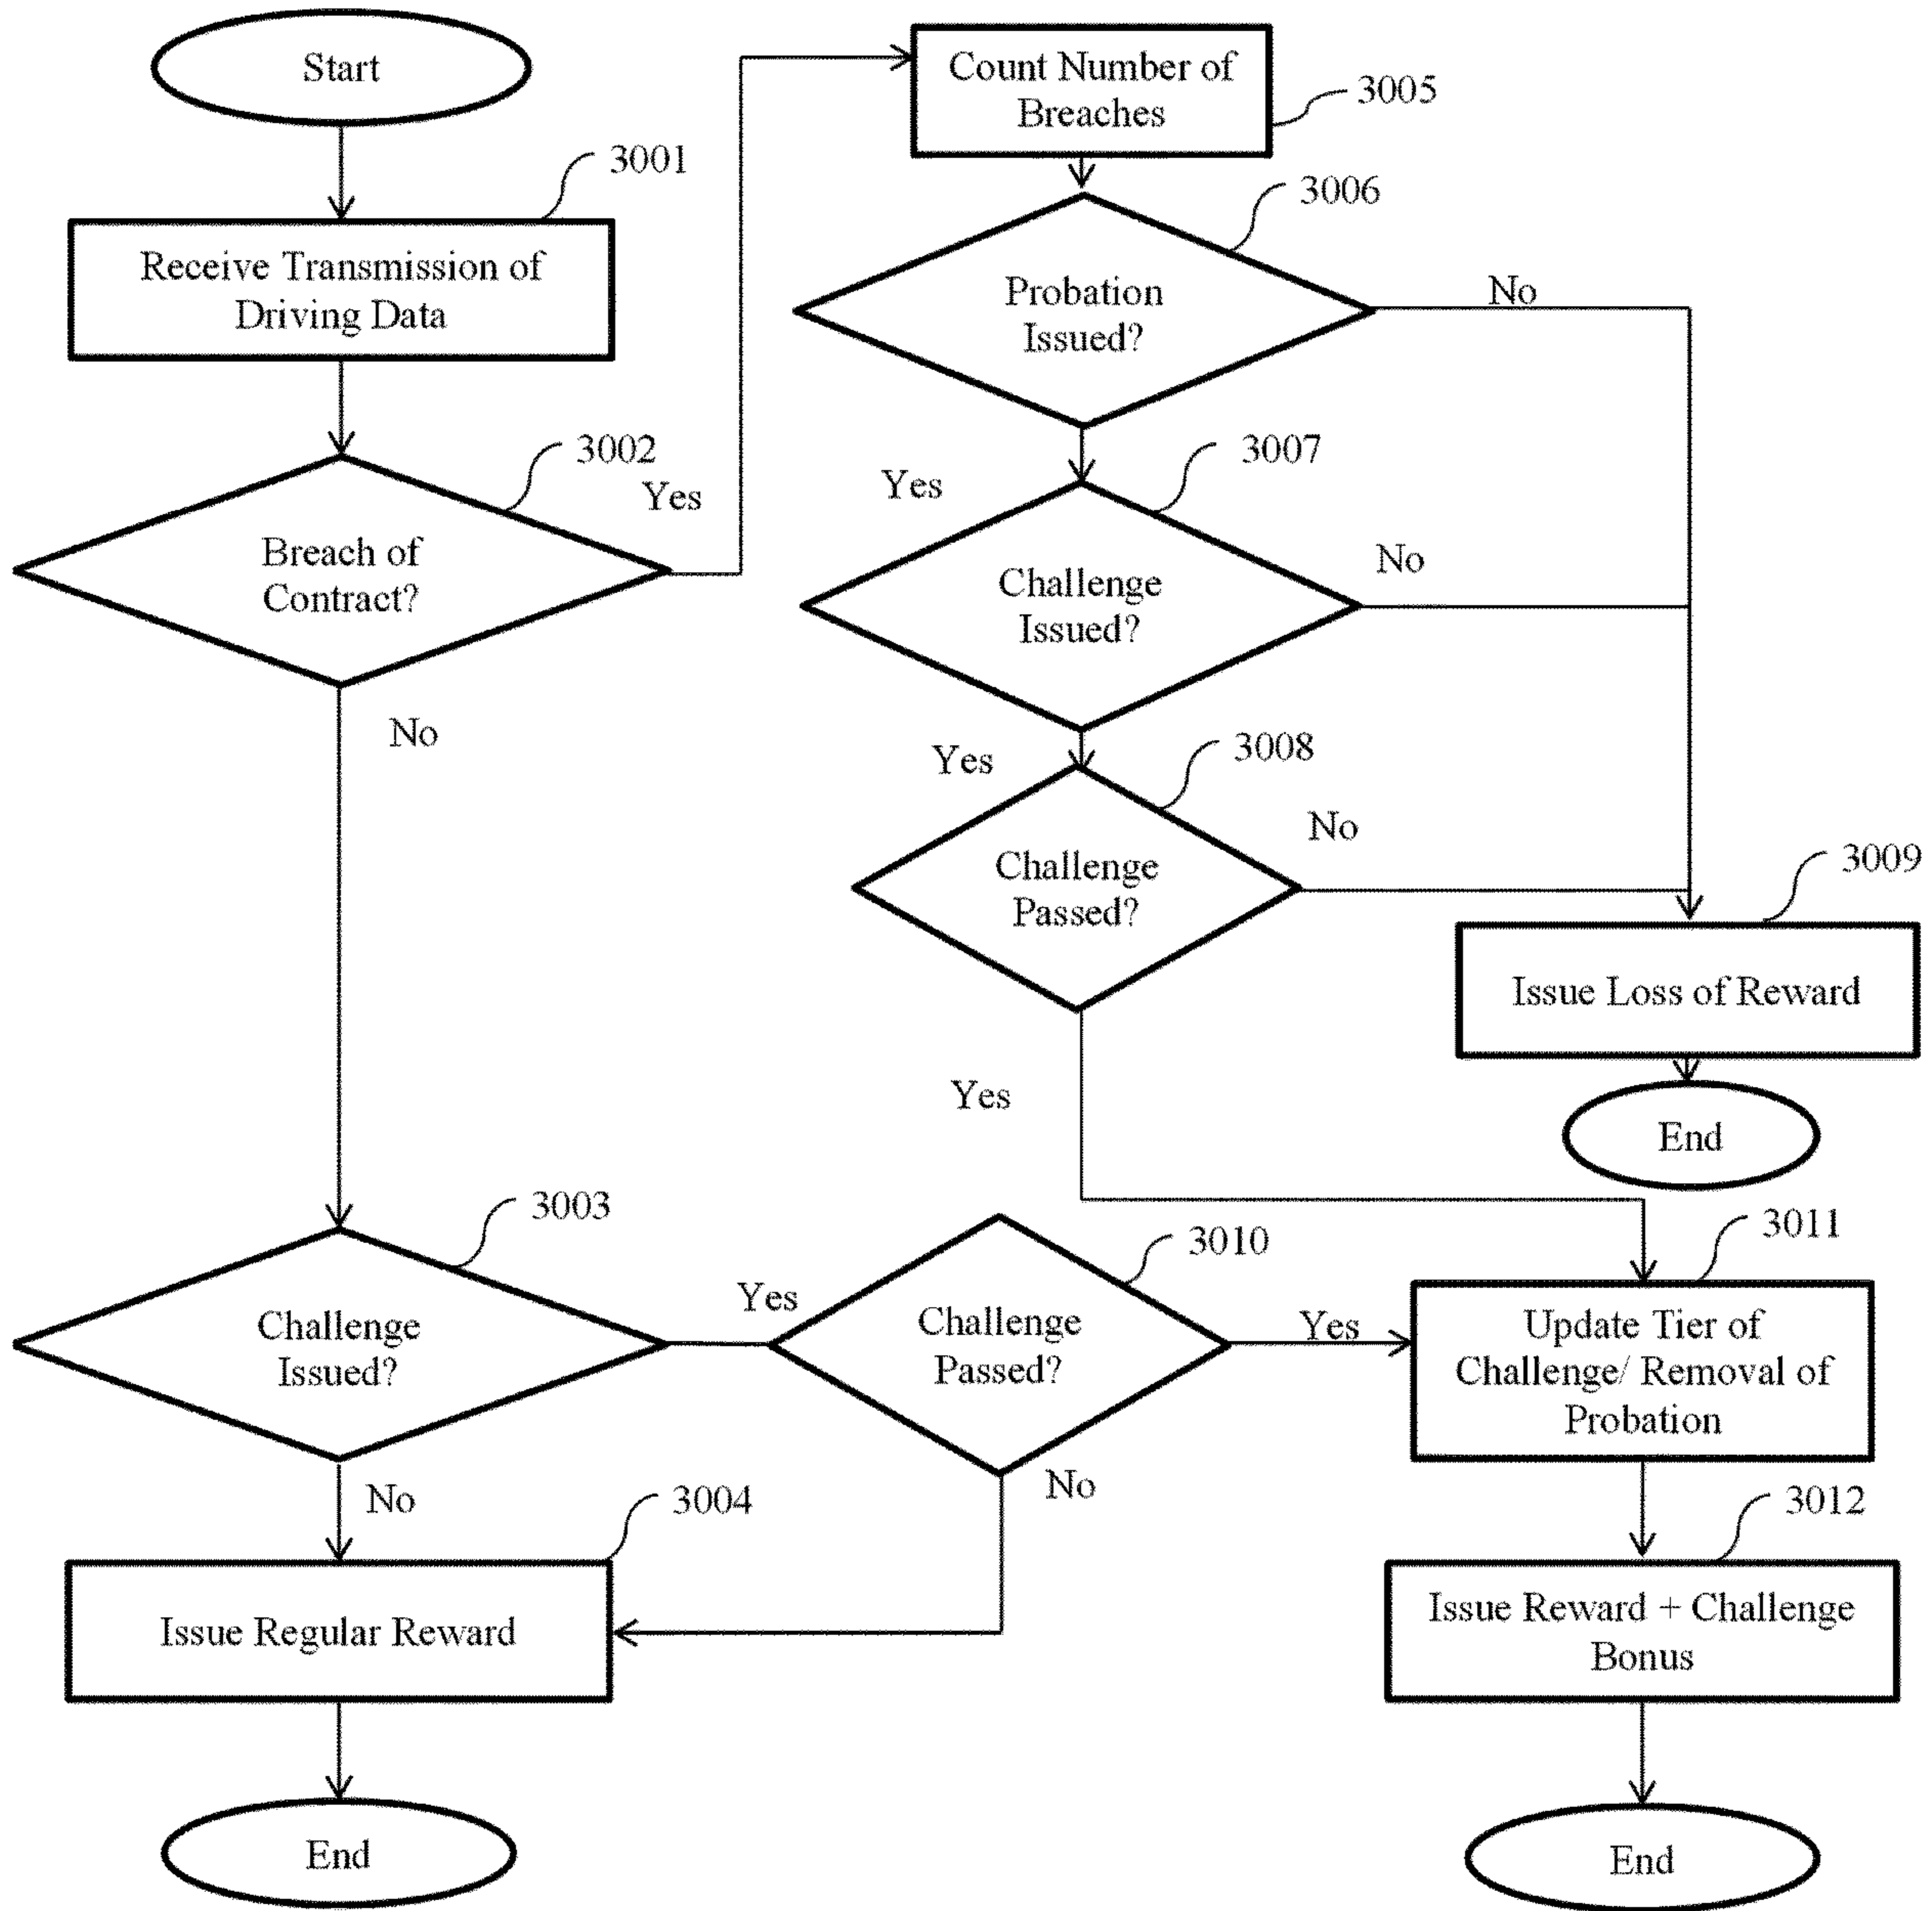 Start
3001
Receive Transmission of
Driving Data
3002
Yes
Breach of
Contract?
No
Count Number of
Breaches
3005
3006
Probation
Issued?
No
Yes
3007
Challenge
Issued?
No
Yes
3008
Challenge
Passed?
No
3009
Issue Loss of Reward
End
Yes
3003
Challenge
Issued?
Yes
3010
Challenge
Passed?
Yes
3011
Update Tier of
Challenge/ Removal of
Probation
No
No
3004
Issue Regular Reward
3012
Issue Reward + Challenge
Bonus
End
End